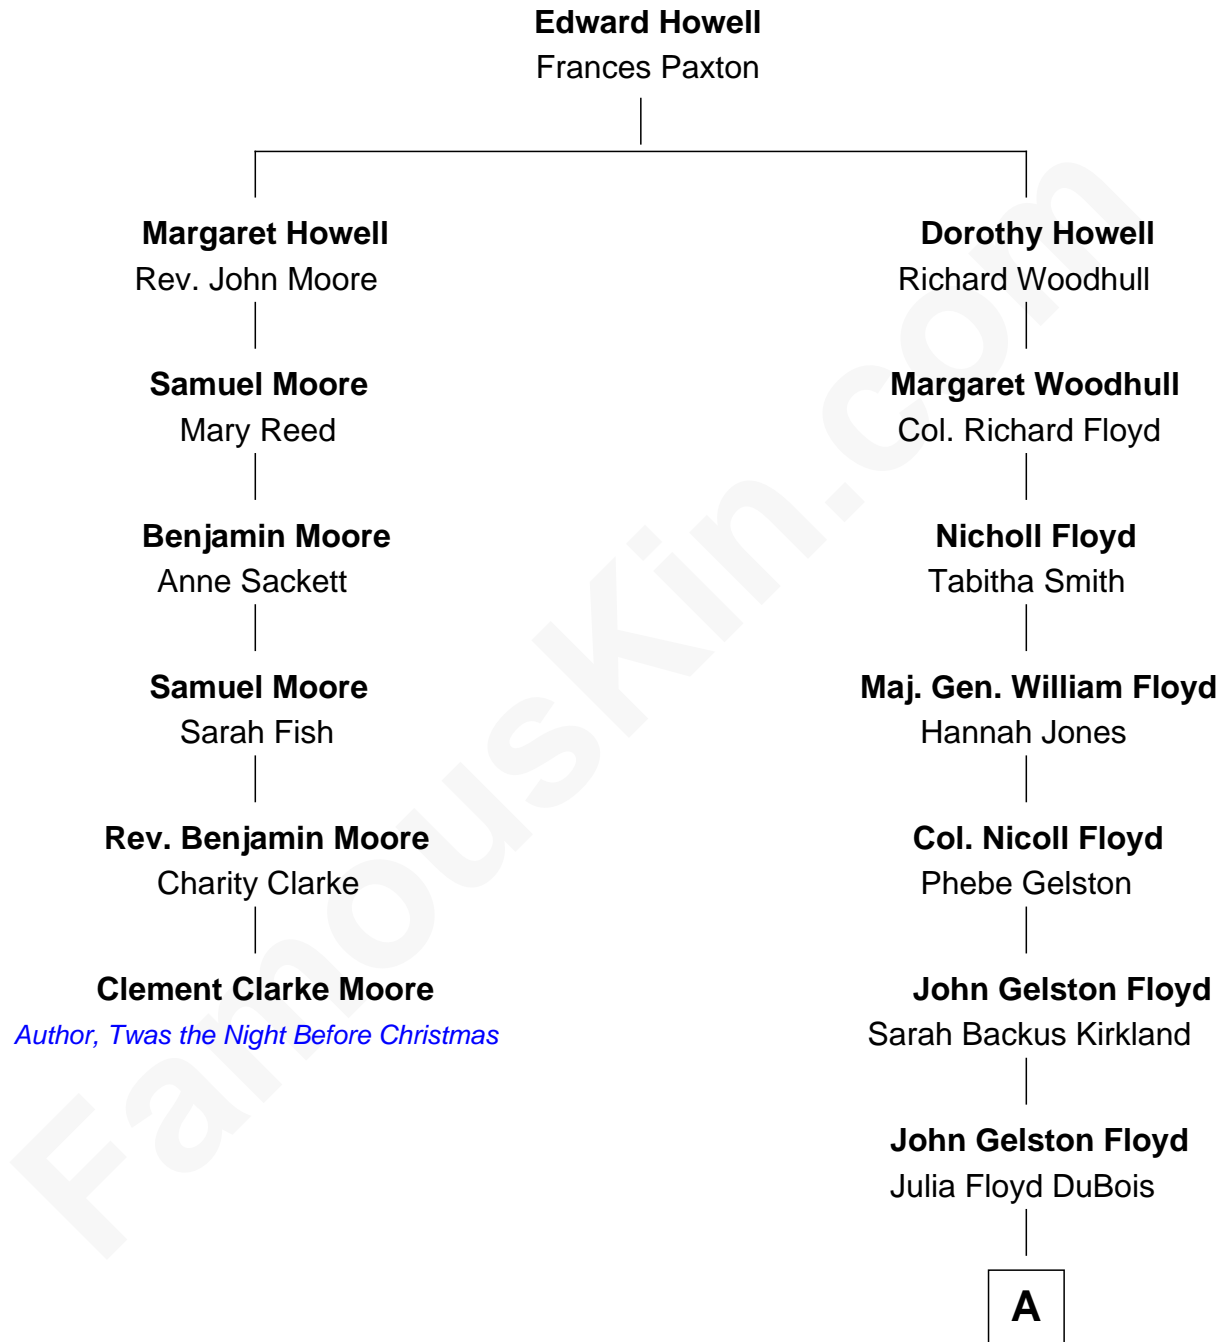 Edward Howell
Frances Paxton
Margaret Howell
Rev. John Moore
Samuel Moore
Mary Reed
Benjamin Moore
Anne Sackett
Samuel Moore
Sarah Fish
Rev. Benjamin Moore
Charity Clarke
Clement Clarke Moore
Author, Twas the Night Before Christmas
Dorothy Howell
Richard Woodhull
Margaret Woodhull
Col. Richard Floyd
Nicholl Floyd
Tabitha Smith
Maj. Gen. William Floyd
Hannah Jones
Col. Nicoll Floyd
Phebe Gelston
John Gelston Floyd
Sarah Backus Kirkland
John Gelston Floyd
Julia Floyd DuBois
A
FamousKin.com